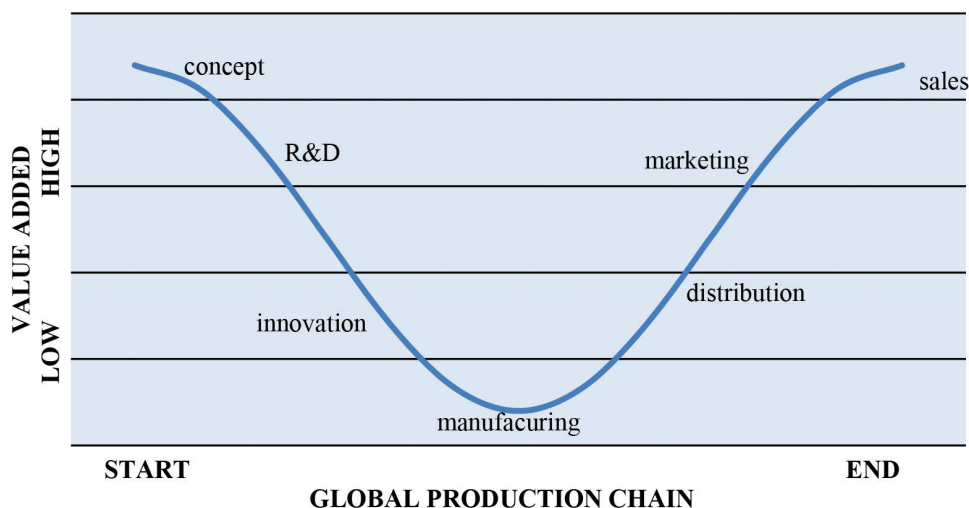 concept
sales
R&D
marketing
innovation
distribution
manufacuring
VALUE ADDED
LOW HIGH
START END
GLOBAL PRODUCTION CHAIN